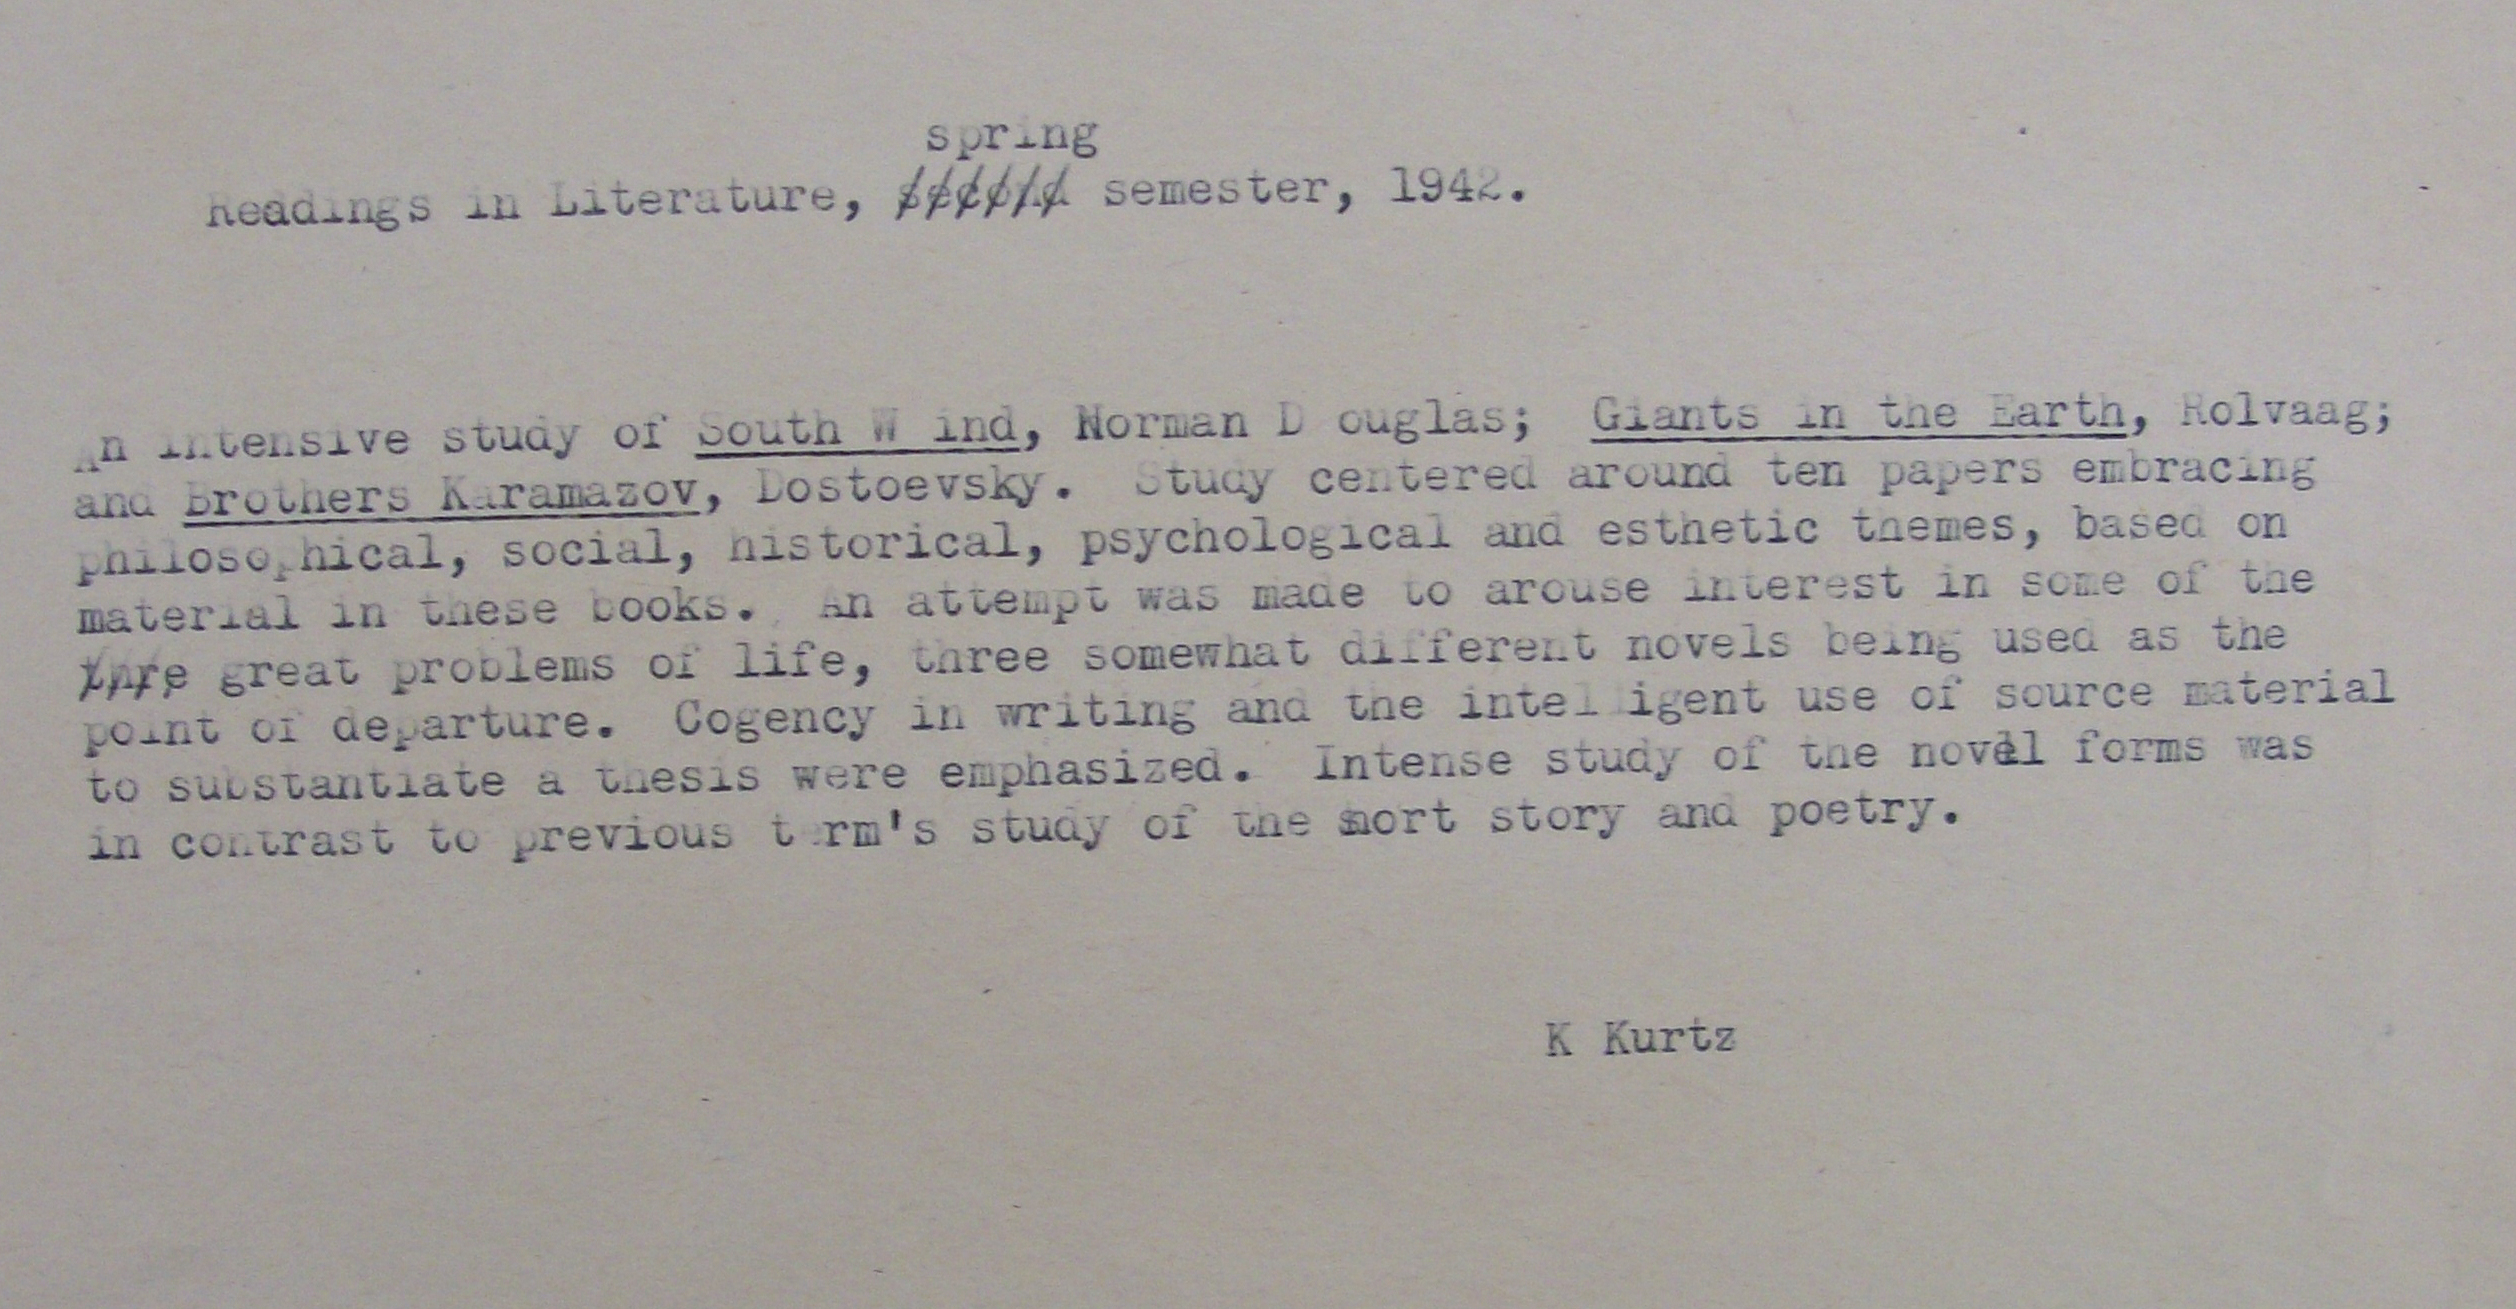 spring
Readings in Literature, semester, 1942.
An intensive study of South W ind, Norman D ouglas; Giants in the Earth, Rolvaag;
and Brothers Karamazov, Dostoevsky. Study centered around ten papers embracing
philosophical, social, historical, psychological and esthetic themes, based on
material in these books. An attempt was made to arouse interest in some of the
great problems of life, three somewhat different novels being used as the
point of departure. Cogency in writing and the intelligent use of source material
to substantiate a thesis were emphasized. Intense study of the novel forms was
in contrast to previous term's study of the short story and poetry.
K Kurtz